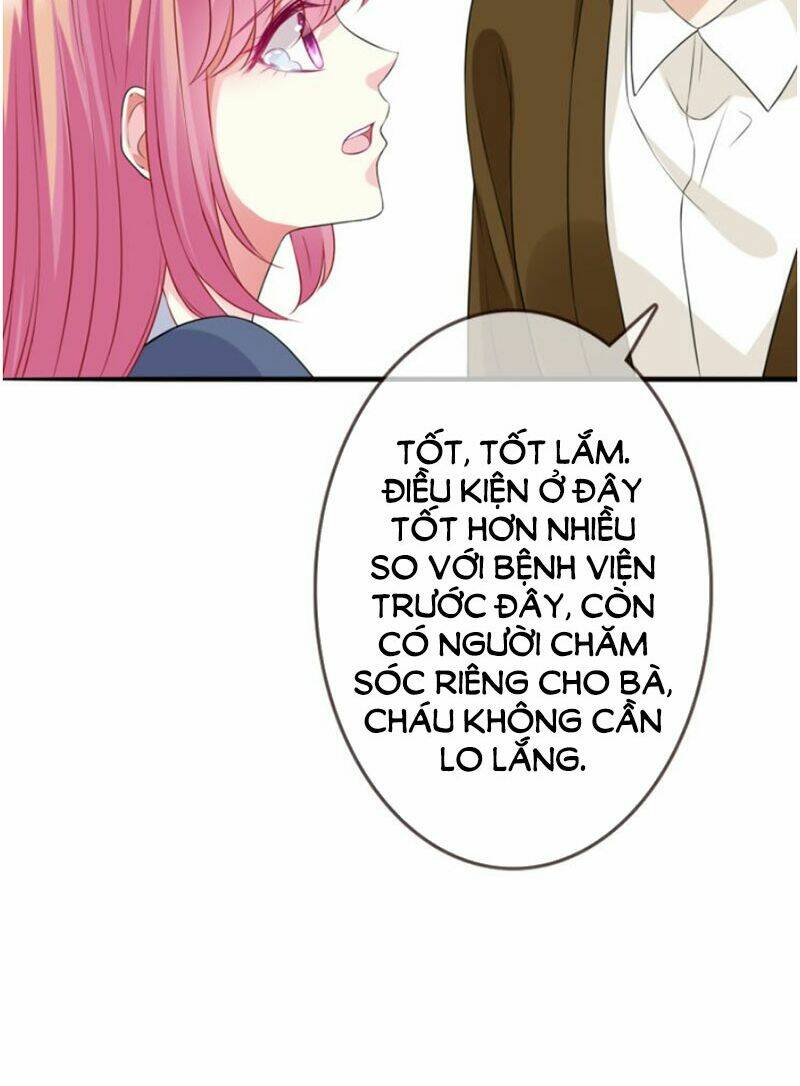 TỐT, TỐT LẮM.
ĐIỀU KIỆN Ở ĐÂY
TỐT HƠN NHIỀU
SO VỚI BỆNH VIỆN
TRƯỚC ĐÂY, CÒN
CÓ NGƯỜI CHĂM
SÓC RIÊNG CHO BÀ,
CHÁU KHÔNG CẦN
LO LẮNG.